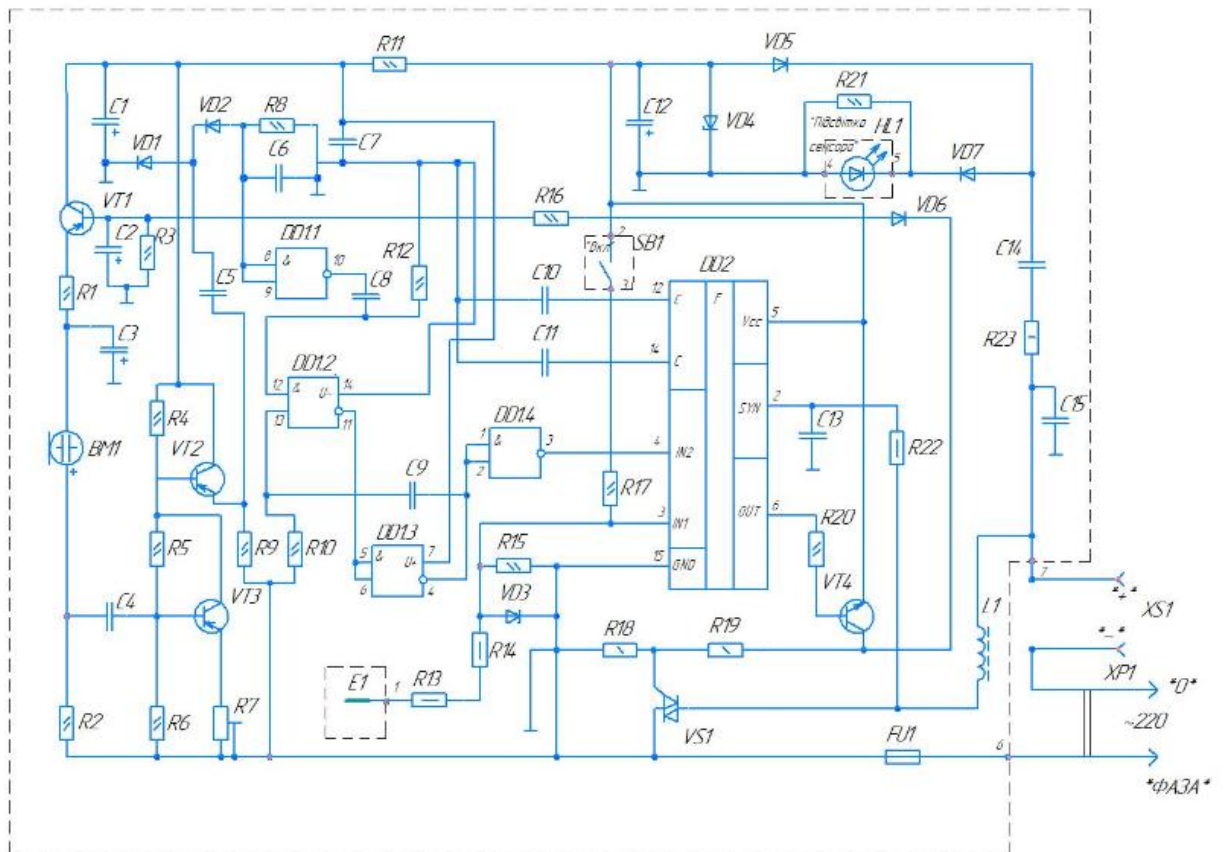 R11
VD5
C1
+
VD2
R8
C6
C7
C12
+
VD4
R21
"Підсвітка
сенсора"
HL1
4
5
VD7
VD1
VT1
C2
+
R3
R16
VD6
R1
C5
DD1.1
8
9
&
10
C8
R12
"Вкл"
2
SB1
3
C14
C3
+
C10
C11
DD2
12
C
F
14
C
Vcc
5
R23
DD1.2
12
&
U-
14
13
11
DD1.4
1
&
2
3
4
IN2
SYN
2
C13
R22
C15
R4
VT2
BM1
+
C9
R17
3
IN1
OUT
6
R20
R5
R9
R10
DD1.3
5
&
U+
7
6
4
R15
15
GND
VT4
VD3
7
"+"
XS1
C4
VT3
R14
R18
R19
L1
"-"
E1
1
R13
XP1
"0"
R2
R6
R7
VS1
FU1
6
~220
"ФАЗА"